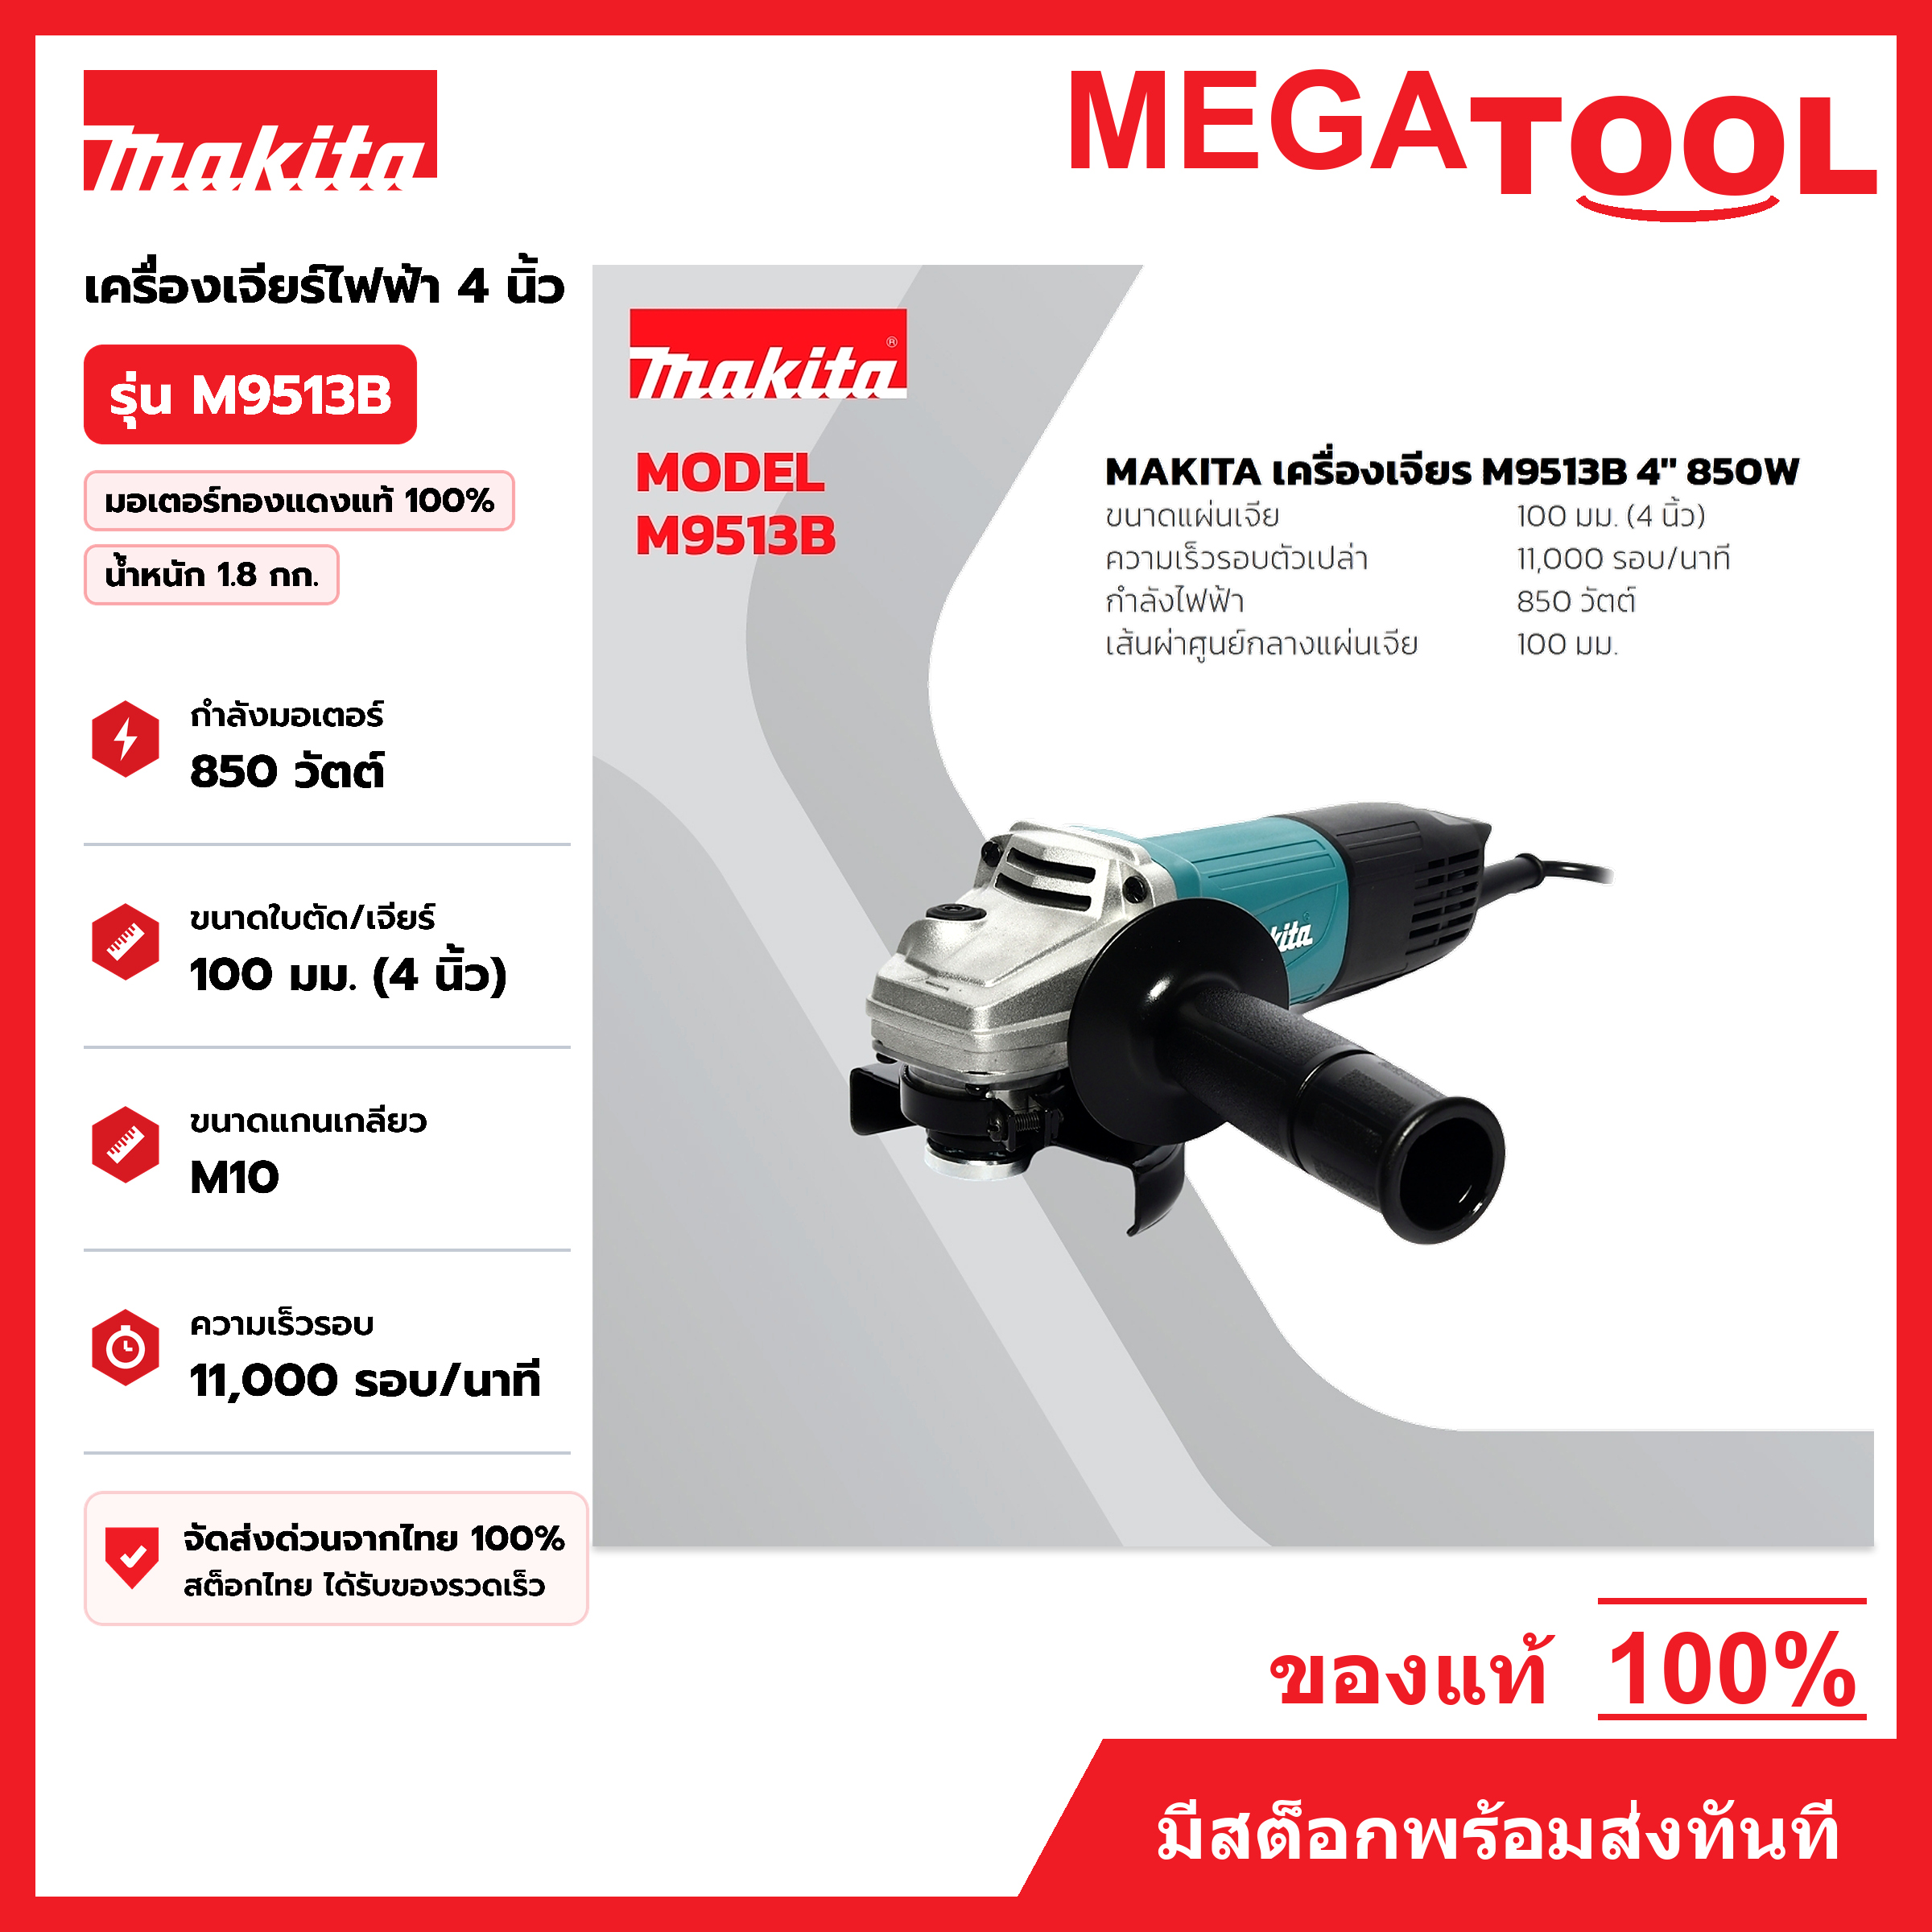 makita
MEGATOOL
เครื่องเจียร์ไฟฟ้า 4 นิ้ว
รุ่น M9513B
มอเตอร์ทองแดงแท้ 100%
น้ำหนัก 1.8 กก.
กำลังมอเตอร์
850 วัตต์
ขนาดใบตัด/เจียร์
100 มม. (4 นิ้ว)
ขนาดแกนเกลียว
M10
ความเร็วรอบ
11,000 รอบ/นาที
จัดส่งด่วนจากไทย 100%
สต็อกไทย ได้รับของรวดเร็ว
makita®
MODEL
M9513B
MAKITA เครื่องเจียร M9513B 4" 850W
ขนาดแผ่นเจีย 100 มม. (4 นิ้ว)
ความเร็วรอบตัวเปล่า 11,000 รอบ/นาที
กำลังไฟฟ้า 850 วัตต์
เส้นผ่าศูนย์กลางแผ่นเจีย 100 มม.
kita
ของแท้ 100%
มีสต็อกพร้อมส่งทันที